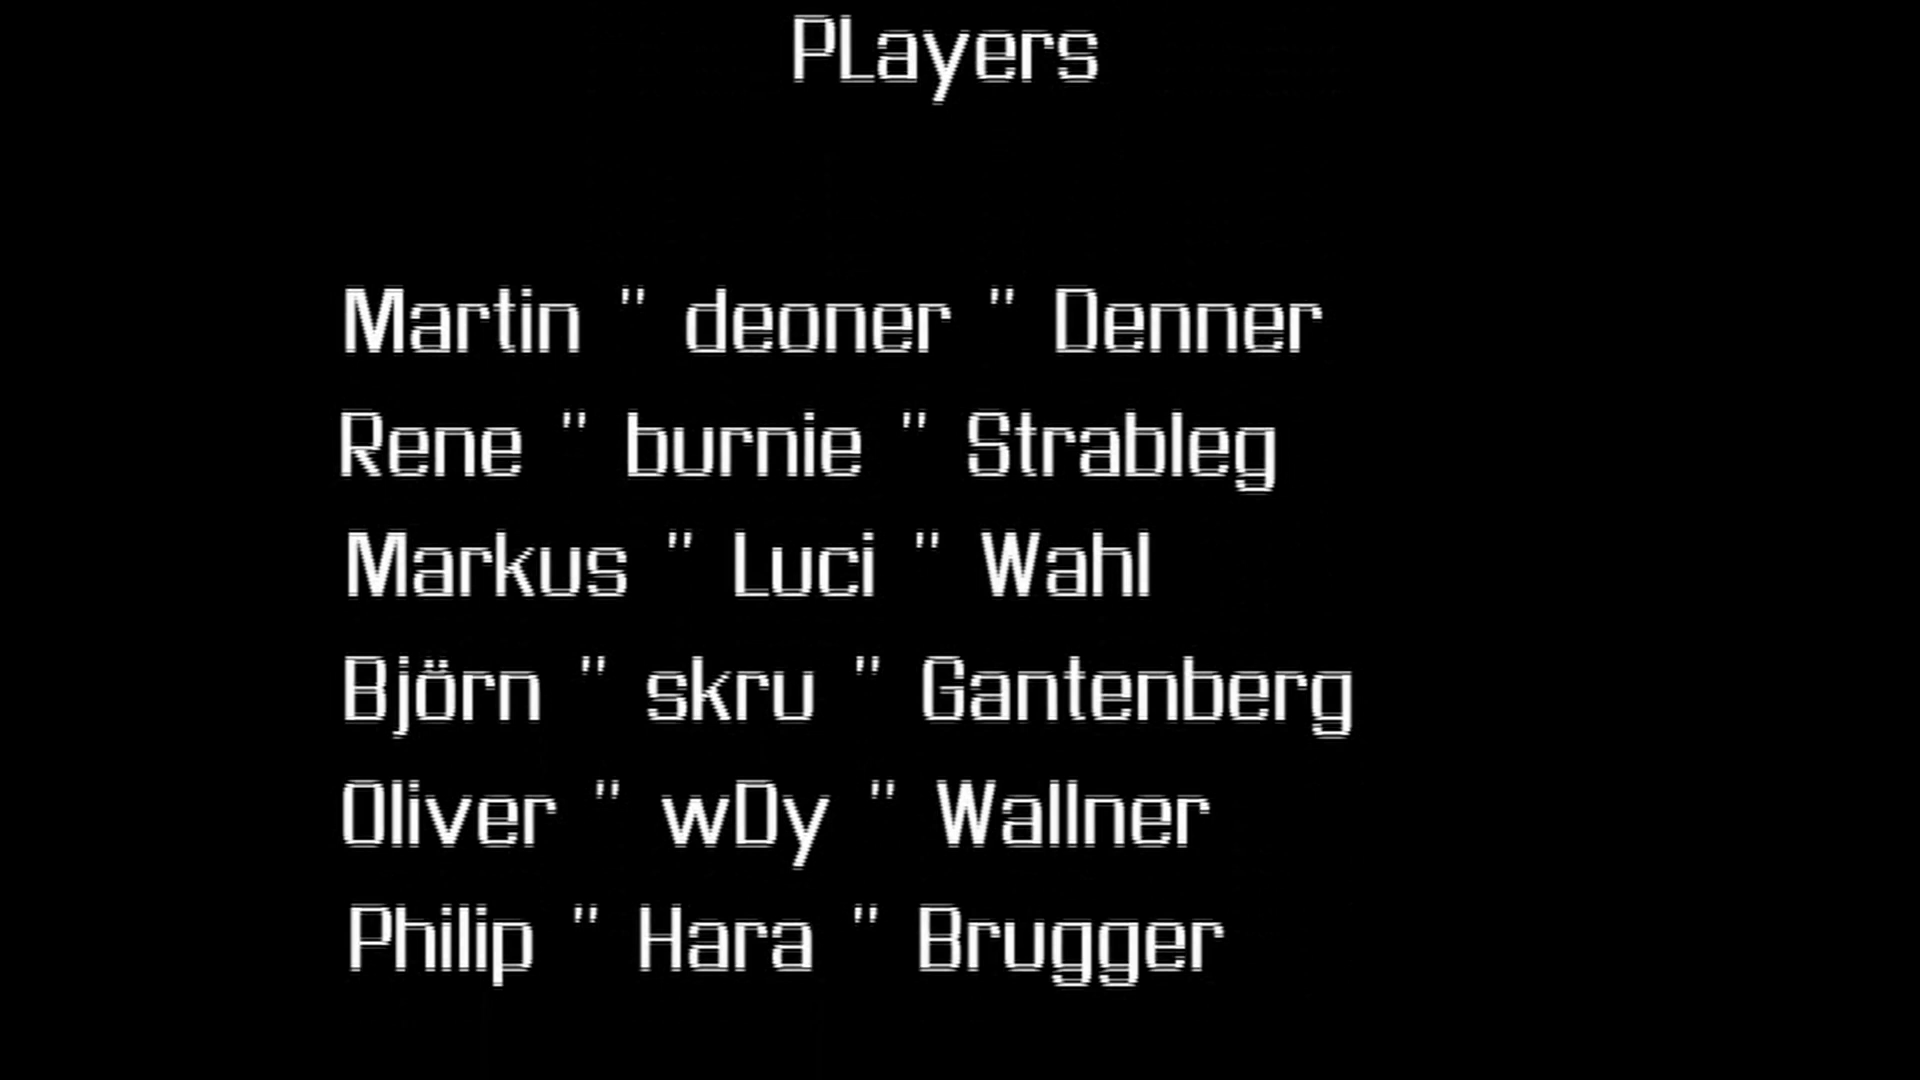 PLayers
Martin " deoner " Denner
Rene " burnie " Strableg
Markus " Luci " Wahl
Björn " skru " Gantenberg
Oliver " wDy " Wallner
Philip " Hara " Brugger